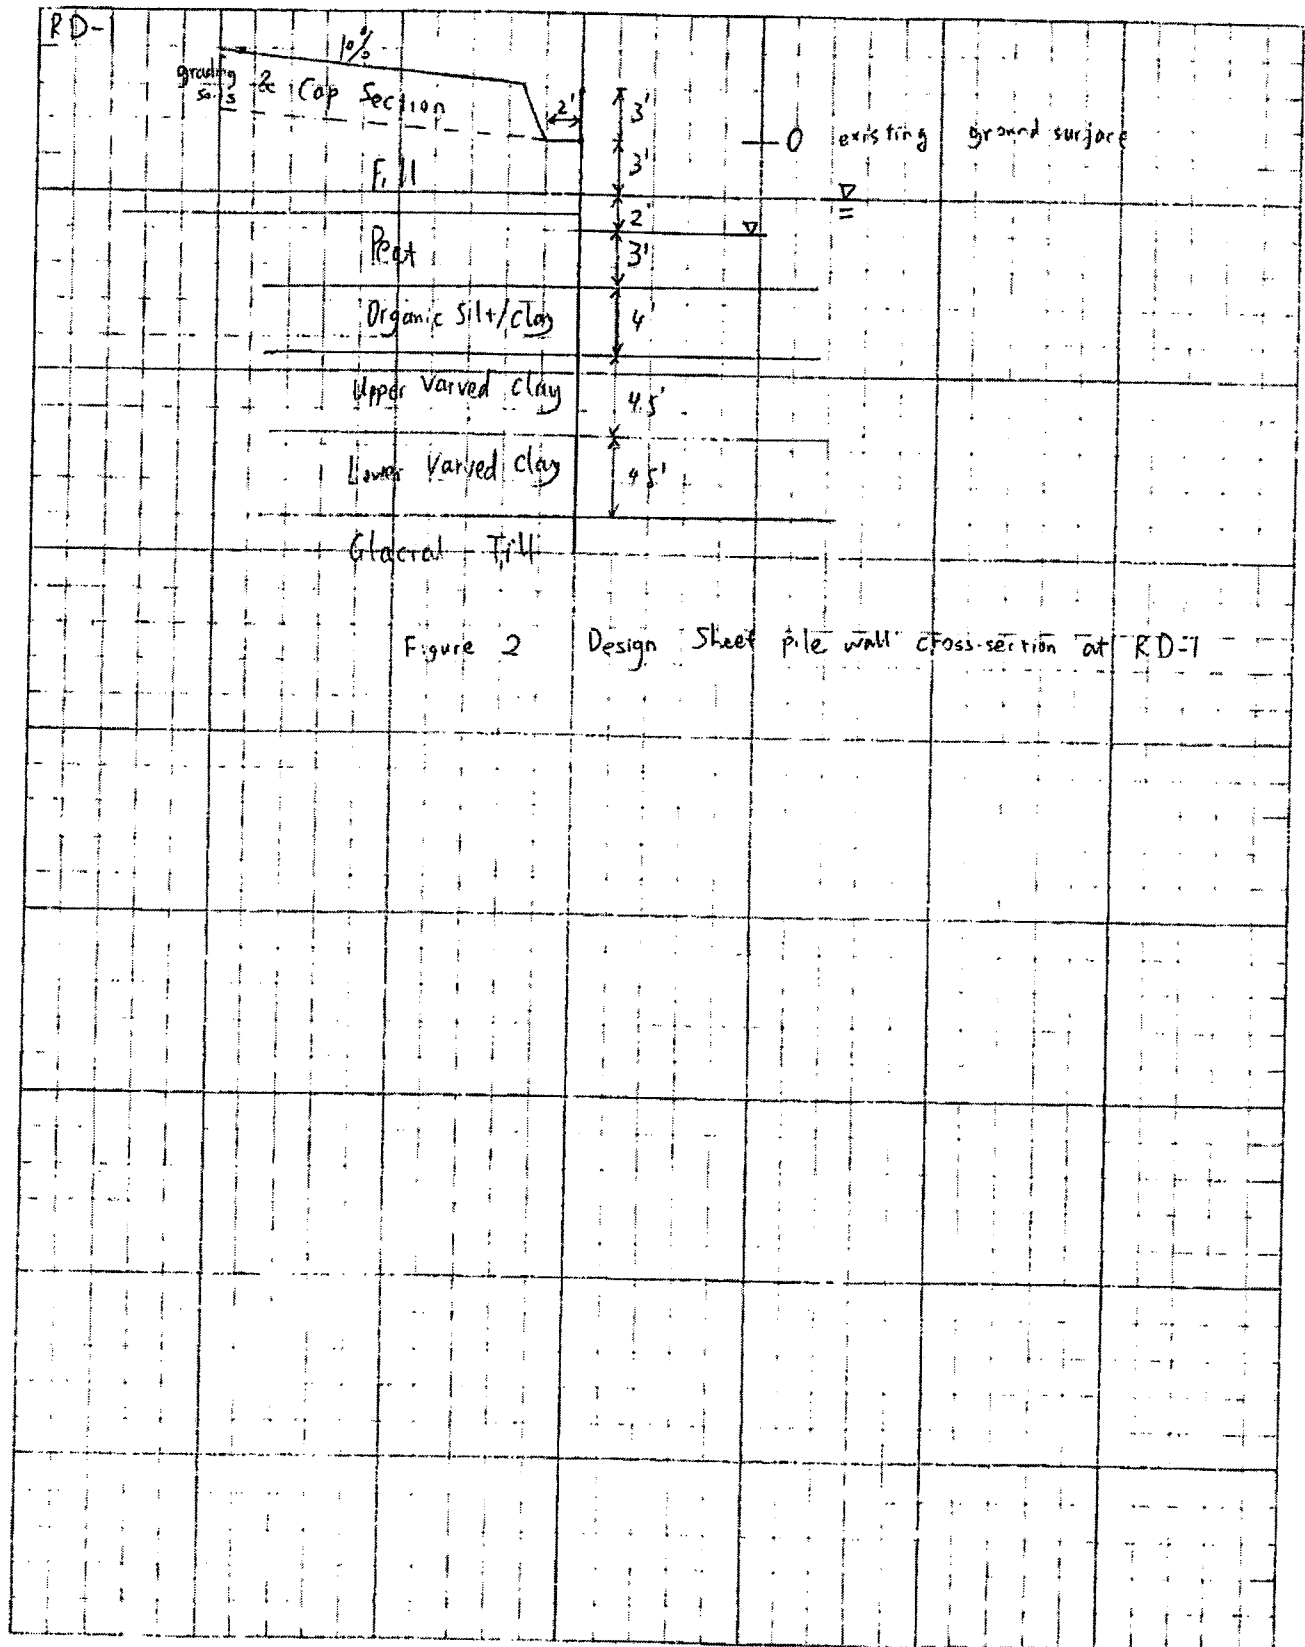 RD-
10%
grading
soils & Cap Section
2'
3'
0 existing ground surface
Fill
3'
2'
Peat
3'
Organic Silt/clay
4'
Upper Varved Clay
4.5'
Lower Varved Clay
4.5'
Glacial Till
Figure 2 Design Sheet pile wall cross-section at RD-1